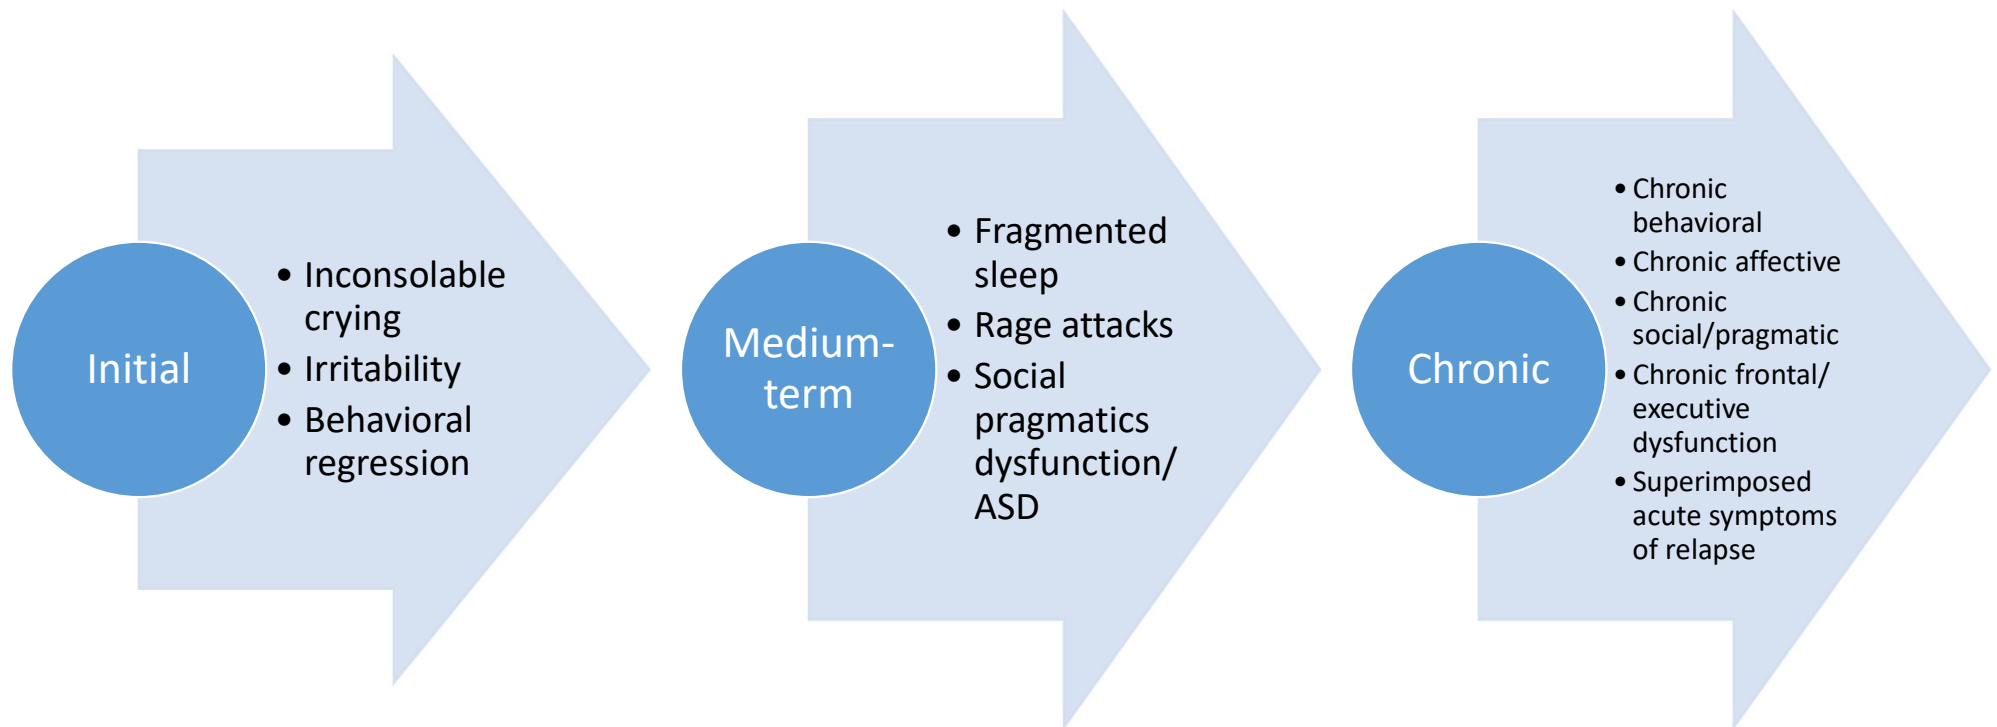 Initial
• Inconsolable
crying
• Irritability
• Behavioral
regression
Medium-
term
• Fragmented
sleep
• Rage attacks
• Social
pragmatics
dysfunction/
ASD
Chronic
• Chronic
behavioral
• Chronic affective
• Chronic
social/pragmatic
• Chronic frontal/
executive
dysfunction
• Superimposed
acute symptoms
of relapse